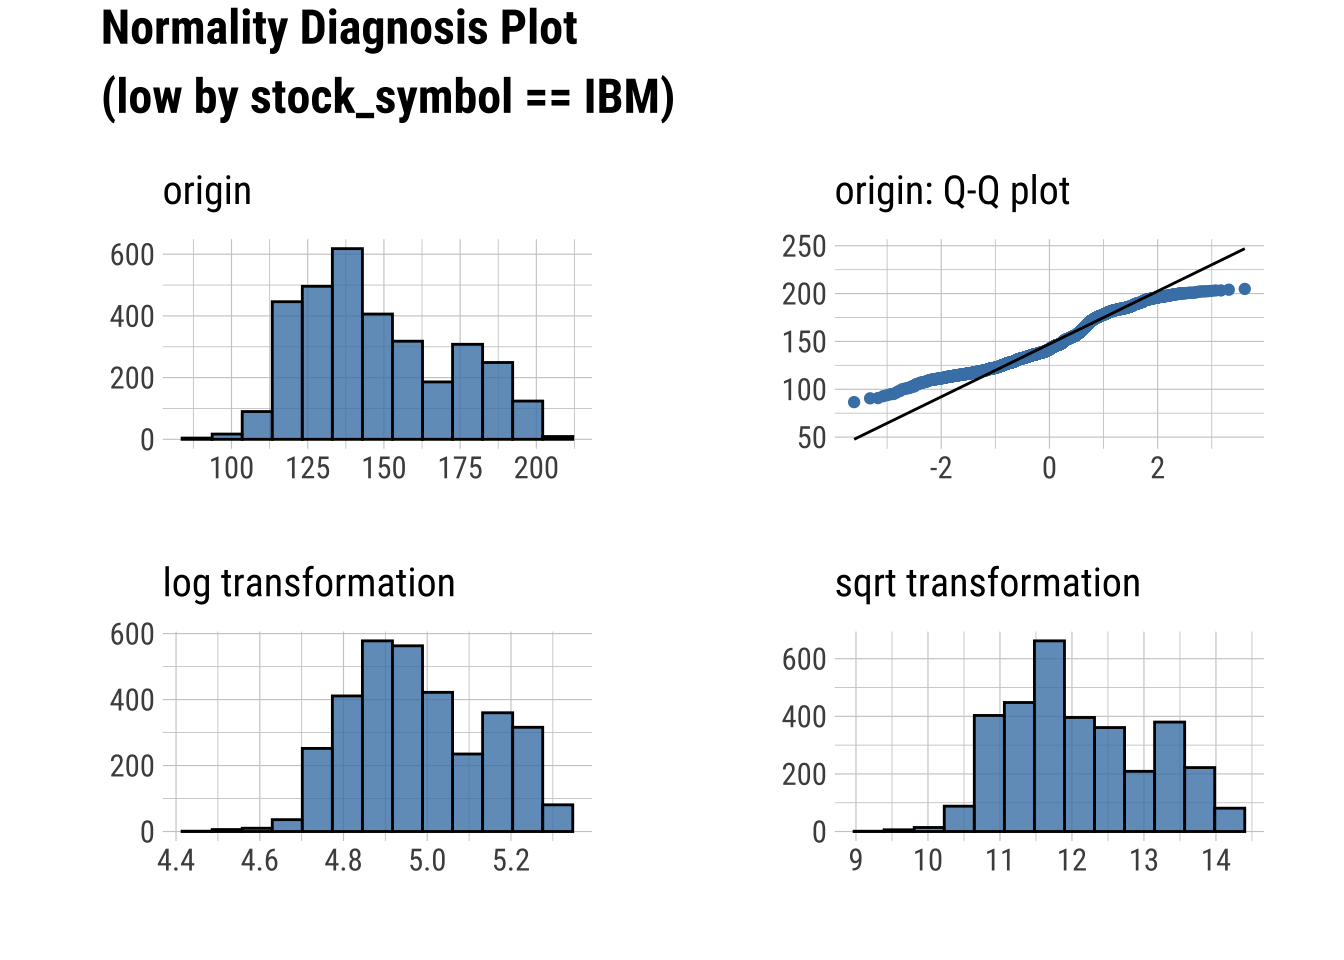 Normality Diagnosis Plot
(low by stock_symbol == IBM)
origin
600
400
200
0
100 125 150 175 200
origin: Q-Q plot
250
200
150
100
50
-2 0 2
log transformation
600
400
200
0
4.4 4.6 4.8 5.0 5.2
sqrt transformation
600
400
200
0
9 10 11 12 13 14